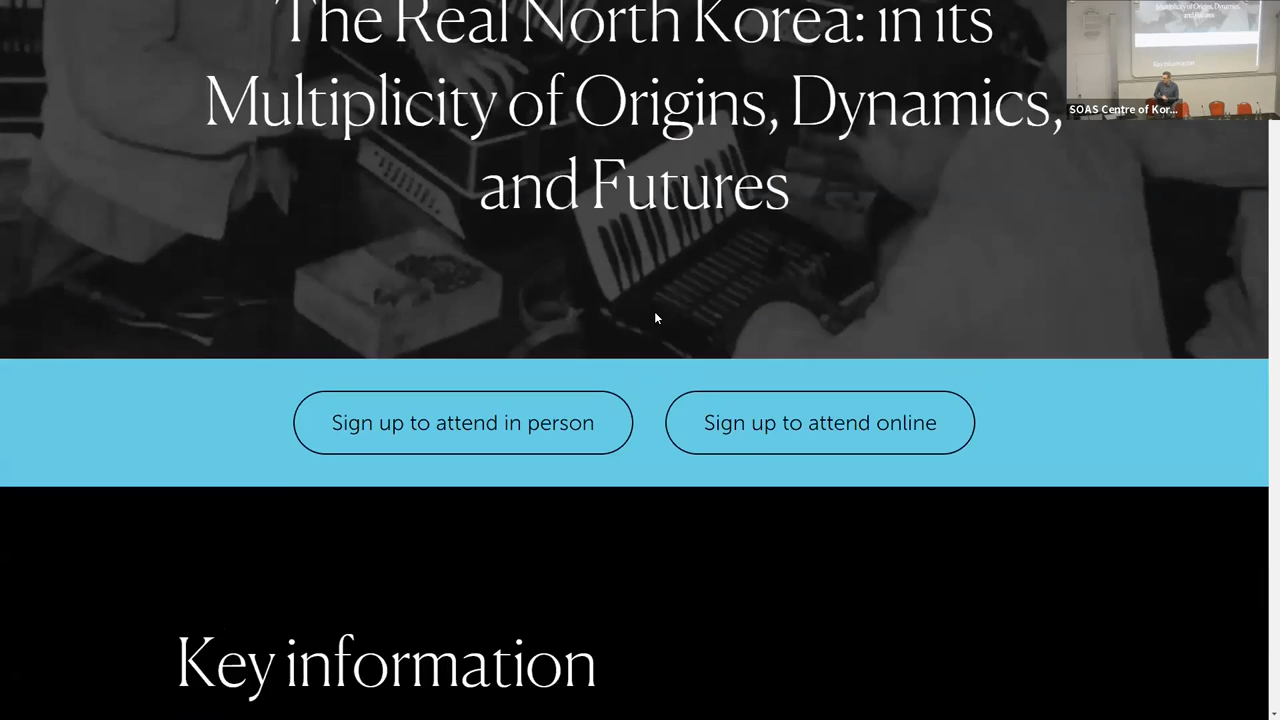 The Real North Korea: in its
Multiplicity of Origins, Dynamics,
and Futures
SOAS Centre of Kor...
Sign up to attend in person
Sign up to attend online
Key information